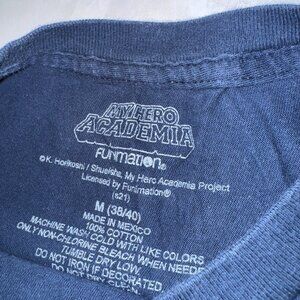 MY HERO
ACADEMIA
FUNIMATION®
© K. Horikoshi / Shueisha, My Hero Academia Project
Licensed by Funimation®
(s21)
M (38/40)
MADE IN MEXICO
100% COTTON
MACHINE WASH COLD WITH LIKE COLORS
ONLY NON-CHLORINE BLEACH WHEN NEEDE
TUMBLE DRY LOW.
DO NOT IRON IF DECORATED.
DO NOT DRY CLEAN